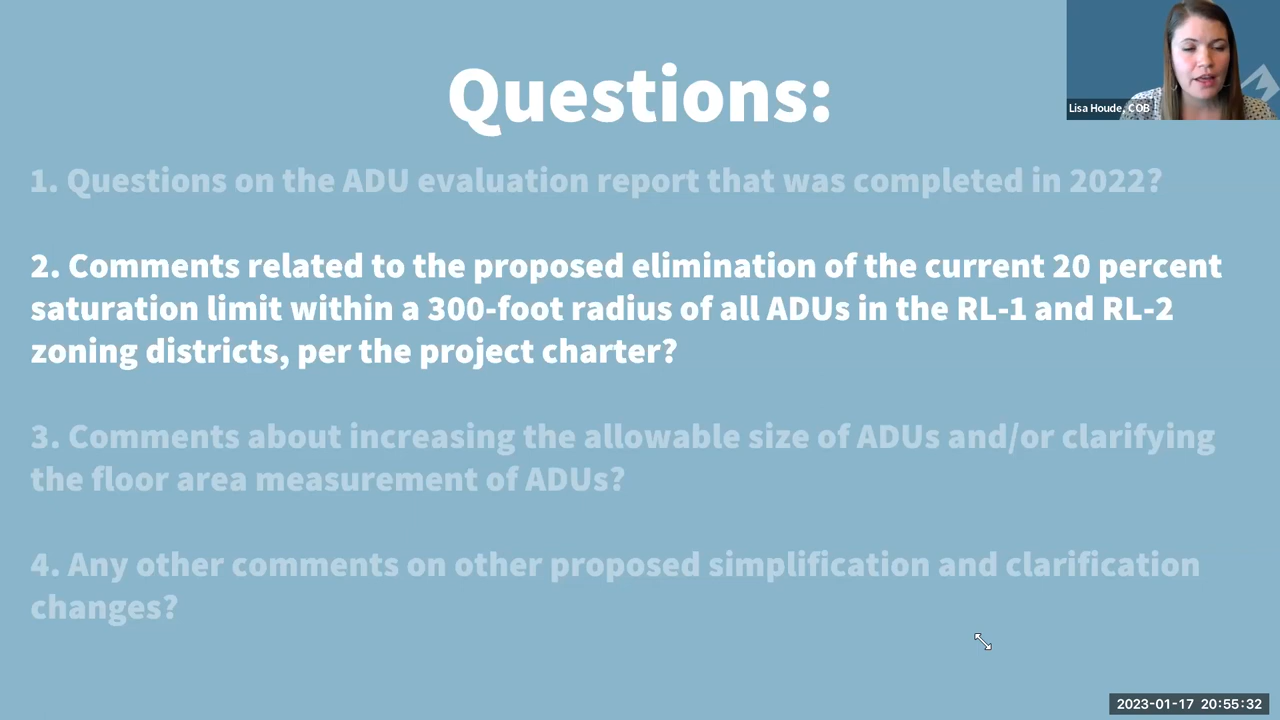 Questions:
Lisa Houde, COB
1. Questions on the ADU evaluation report that was completed in 2022?
2. Comments related to the proposed elimination of the current 20 percent
saturation limit within a 300-foot radius of all ADUs in the RL-1 and RL-2
zoning districts, per the project charter?
3. Comments about increasing the allowable size of ADUs and/or clarifying
the floor area measurement of ADUs?
4. Any other comments on other proposed simplification and clarification
changes?
2023-01-17 20:55:32